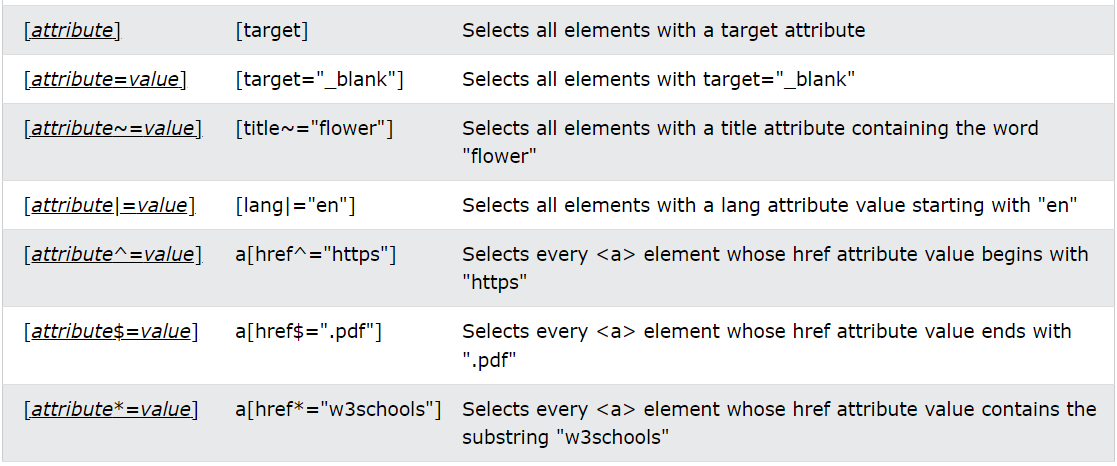 [attribute] [target] Selects all elements with a target attribute
[attribute=value] [target="_blank"] Selects all elements with target="_blank"
[attribute~=value] [title~="flower"] Selects all elements with a title attribute containing the word
"flower"
[attribute|=value] [lang|="en"] Selects all elements with a lang attribute value starting with "en"
[attribute^=value] a[href^="https"] Selects every <a> element whose href attribute value begins with
"https"
[attribute$=value] a[href$=".pdf"] Selects every <a> element whose href attribute value ends with
".pdf"
[attribute*=value] a[href*="w3schools"] Selects every <a> element whose href attribute value contains the
substring "w3schools"